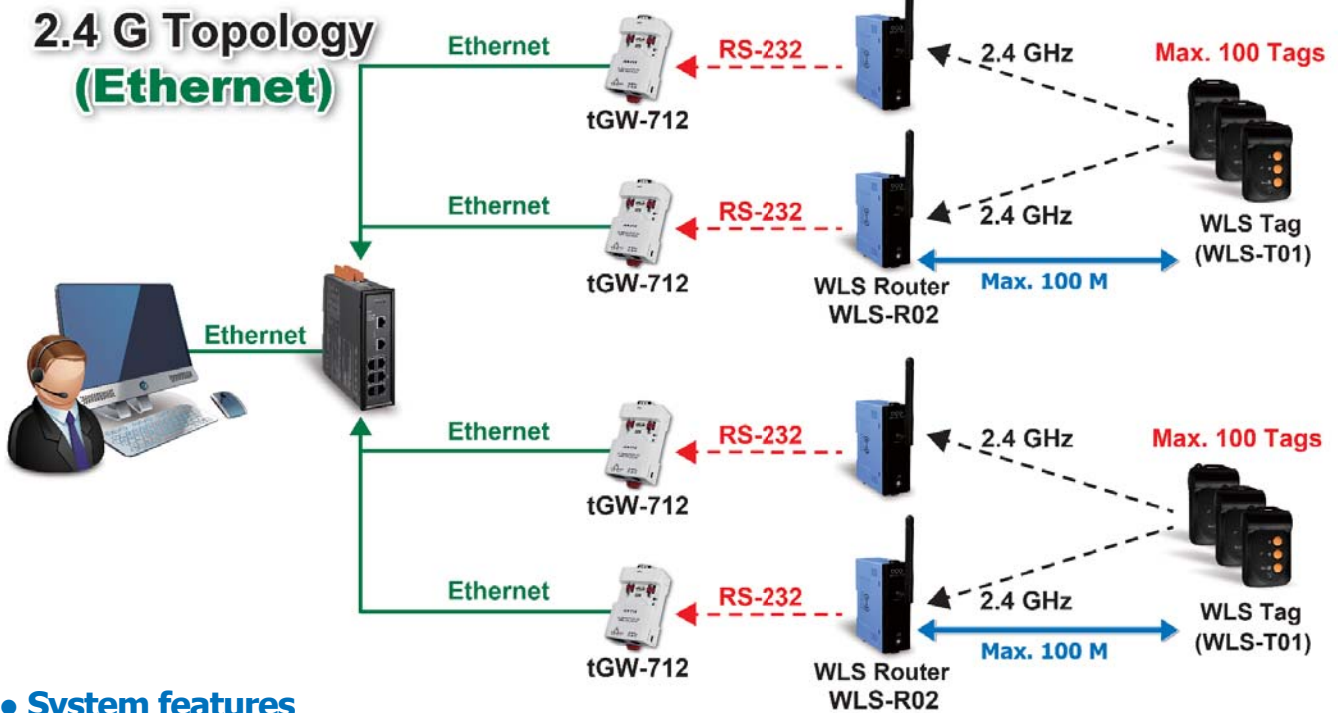 2.4 G Topology
(Ethernet)
Ethernet
tGW-712
RS-232
2.4 GHz
Max. 100 Tags
Ethernet
tGW-712
RS-232
2.4 GHz
WLS Router
WLS-R02
Max. 100 M
WLS Tag
(WLS-T01)
Ethernet
Ethernet
tGW-712
RS-232
2.4 GHz
Max. 100 Tags
Ethernet
tGW-712
RS-232
2.4 GHz
WLS Router
WLS-R02
Max. 100 M
WLS Tag
(WLS-T01)
• System features